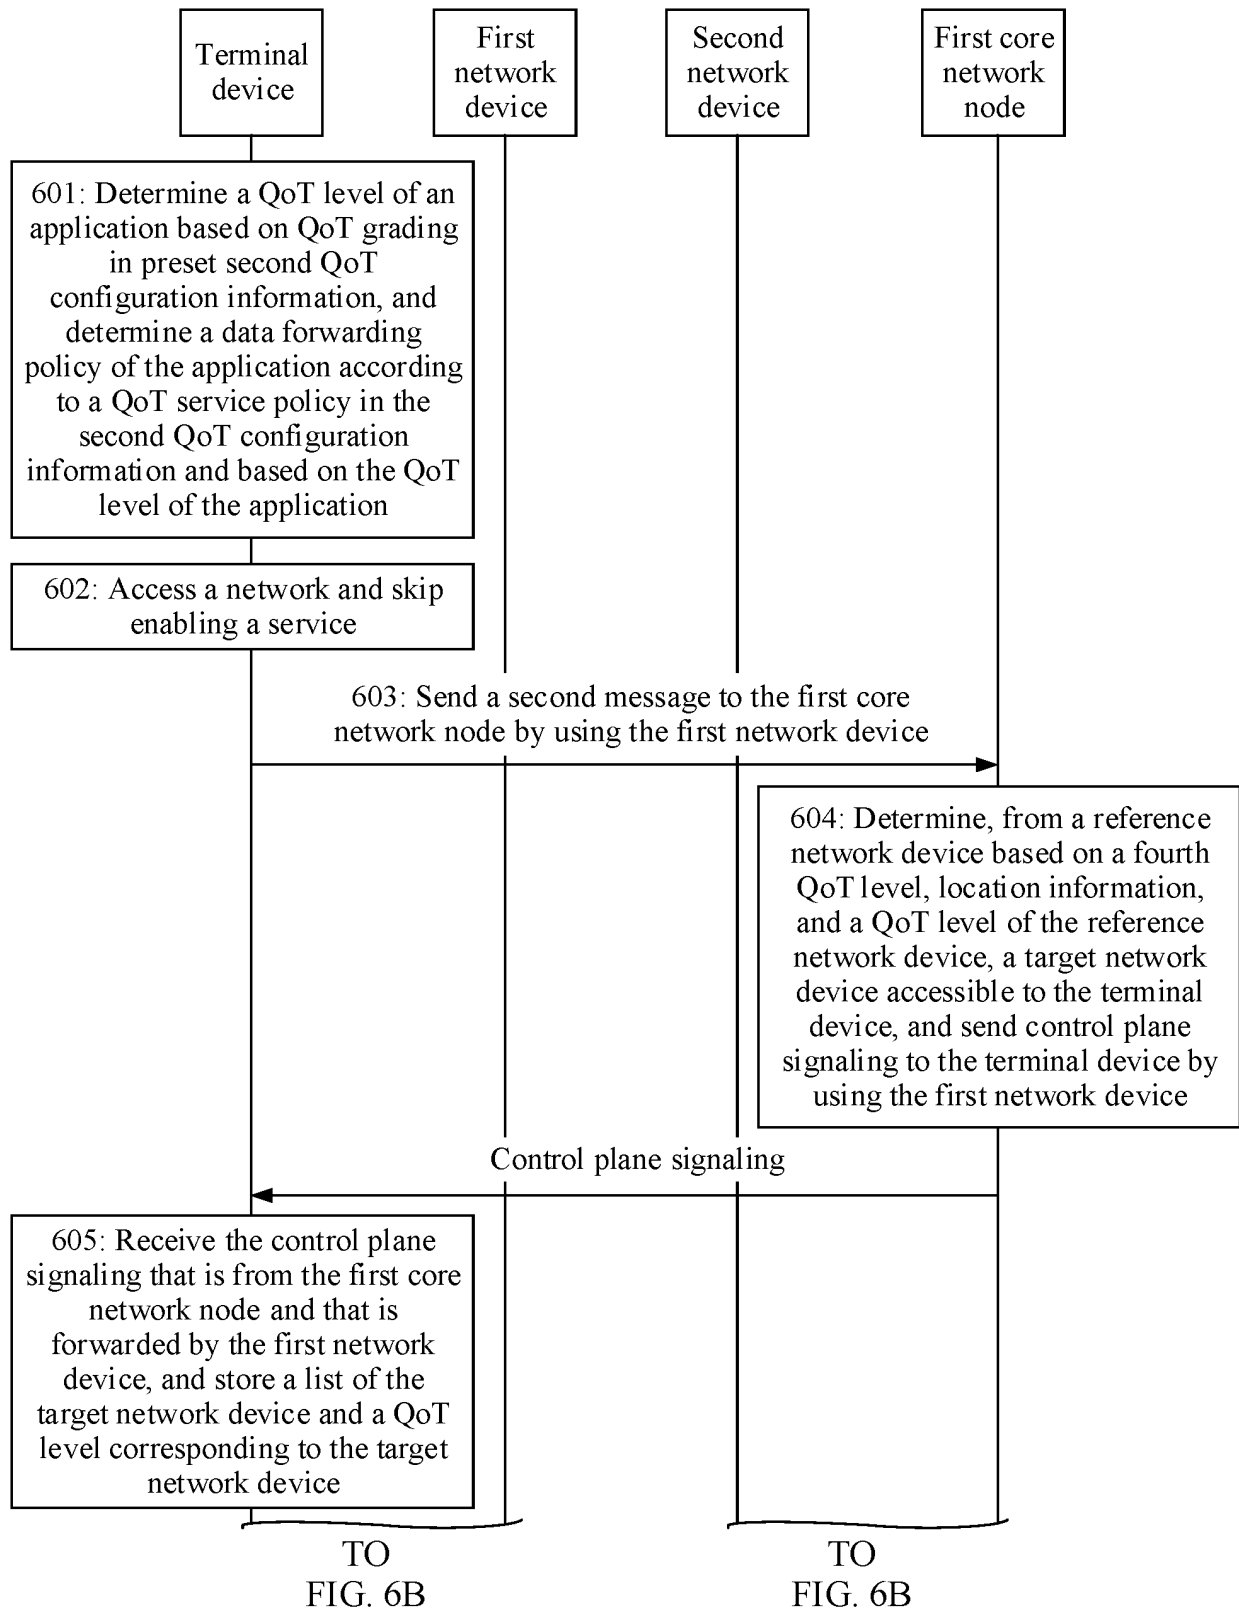 Terminal
device
First
network
device
Second
network
device
First core
network
node
601: Determine a QoT level of an
application based on QoT grading
in preset second QoT
configuration information, and
determine a data forwarding
policy of the application according
to a QoT service policy in the
second QoT configuration
information and based on the QoT
level of the application
602: Access a network and skip
enabling a service
603: Send a second message to the first core
network node by using the first network device
604: Determine, from a reference
network device based on a fourth
QoT level, location information,
and a QoT level of the reference
network device, a target network
device accessible to the terminal
device, and send control plane
signaling to the terminal device by
using the first network device
Control plane signaling
605: Receive the control plane
signaling that is from the first core
network node and that is
forwarded by the first network
device, and store a list of the
target network device and a QoT
level corresponding to the target
network device
TO
FIG. 6B
TO
FIG. 6B